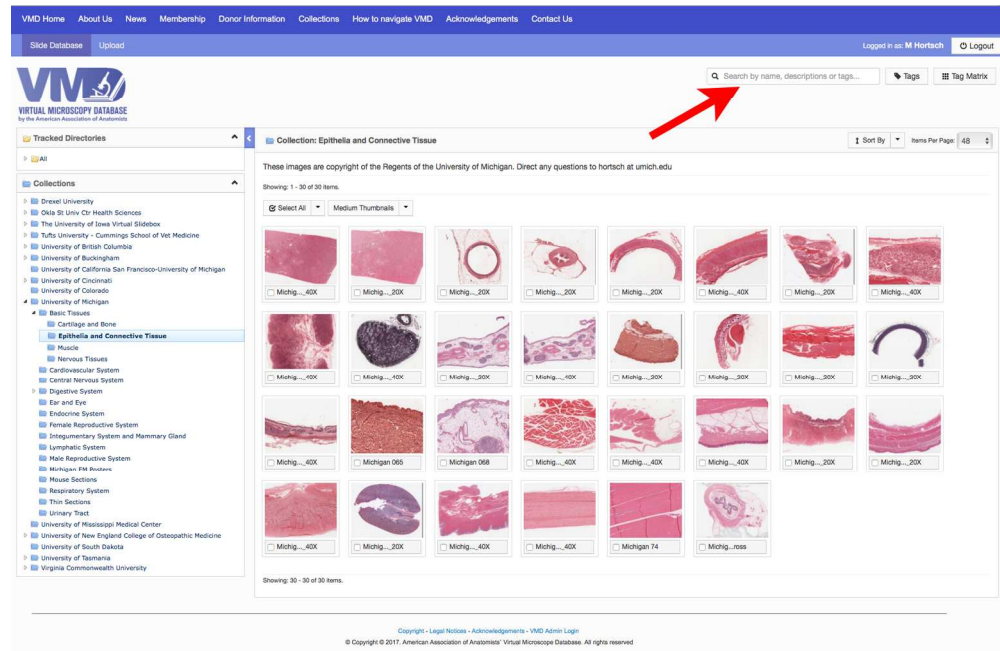 VMD Home About Us News Membership Donor Information Collections How to navigate VMD Acknowledgements Contact Us
Slide Database Upload Logged in as: M Hortsch Logout
Search by name, descriptions or tags... Tags Tag Matrix
VMD
VIRTUAL MICROSCOPY DATABASE
by the American Association of Anatomists
Tracked Directories
All
Collections
Drexel University
Okla St Univ Ctr Health Sciences
The University of Iowa Virtual Slidebox
Tufts University - Cummings School of Vet Medicine
University of British Columbia
University of Buckingham
University of California San Francisco-University of Michigan
University of Cincinnati
University of Colorado
University of Michigan
Basic Tissues
Cartilage and Bone
Epithelia and Connective Tissue
Muscle
Nervous Tissues
Cardiovascular System
Central Nervous System
Digestive System
Ear and Eye
Endocrine System
Female Reproductive System
Integumentary System and Mammary Gland
Lymphatic System
Male Reproductive System
Michigan EM Posters
Mouse Sections
Respiratory System
Thin Sections
Urinary Tract
University of Mississippi Medical Center
University of New England College of Osteopathic Medicine
University of South Dakota
University of Tasmania
Virginia Commonwealth University
Collection: Epithelia and Connective Tissue Sort By Items Per Page: 48
These images are copyright of the Regents of the University of Michigan. Direct any questions to hortsch at umich.edu
Showing: 1 - 30 of 30 items.
Select All Medium Thumbnails
Michig..._40X Michig..._20X Michig..._20X Michig..._20X Michig..._20X Michig..._40X Michig..._20X Michig..._40X
Michig..._40X Michig..._40X Michig..._20X Michig..._40X Michig..._20X Michig..._20X Michig..._20X Michig..._20X
Michig..._40X Michigan 065 Michigan 068 Michig..._40X Michig..._40X Michig..._40X Michig..._20X Michig..._20X
Michig..._40X Michig..._20X Michig..._40X Michig..._40X Michigan 74 Michig...ross
Showing: 30 - 30 of 30 items.
Copyright - Legal Notices - Acknowledgements - VMD Admin Login
© Copyright © 2017. American Association of Anatomists' Virtual Microscope Database. All rights reserved